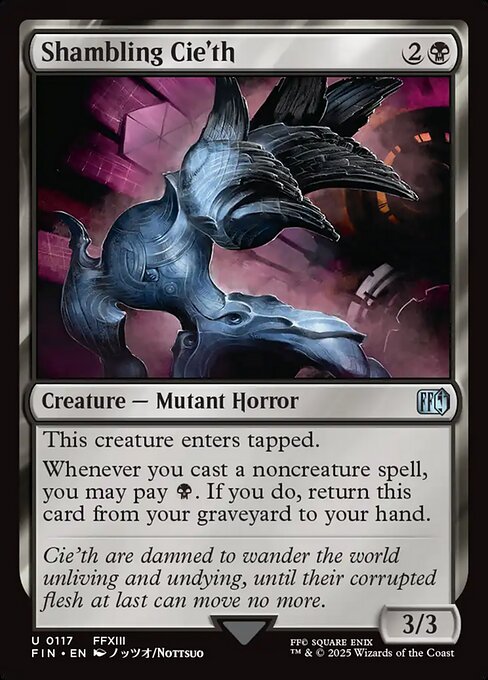 Shambling Cie'th 2
Creature — Mutant Horror FF
This creature enters tapped.
Whenever you cast a noncreature spell,
you may pay . If you do, return this
card from your graveyard to your hand.
Cie'th are damned to wander the world
unliving and undying, until their corrupted
flesh at last can move no more.
3/3
U 0117 FFXIII
FIN • EN ノッツオ/NOTTSUO
FF© SQUARE ENIX
™ & © 2025 Wizards of the Coast